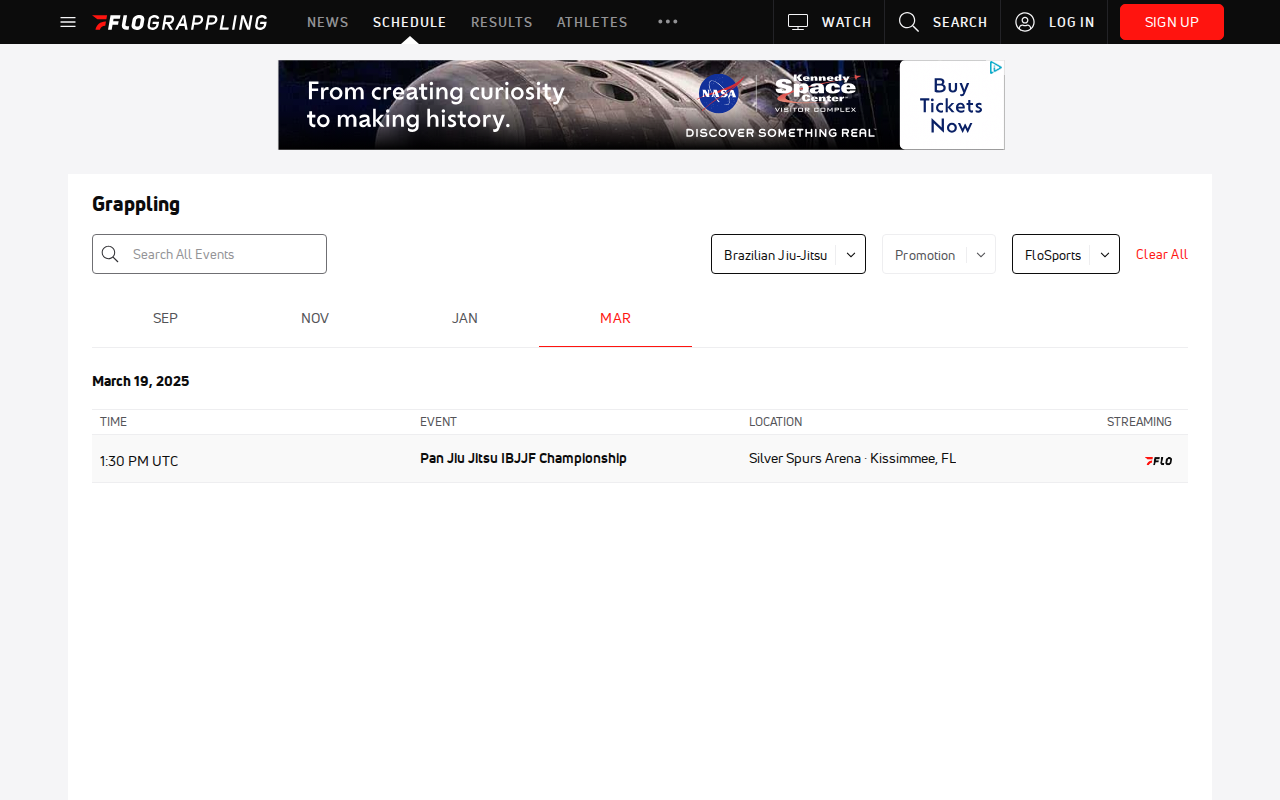 FLOGRAPPLING
NEWS
SCHEDULE
RESULTS
ATHLETES
WATCH
SEARCH
LOG IN
SIGN UP
From creating curiosity
to making history.
NASA
Kennedy
Space
Center
VISITOR COMPLEX
DISCOVER SOMETHING REAL
Buy
Tickets
Now
Grappling
Search All Events
Brazilian Jiu-Jitsu
Promotion
FloSports
Clear All
SEP
NOV
JAN
MAR
March 19, 2025
TIME
EVENT
LOCATION
STREAMING
1:30 PM UTC
Pan Jiu Jitsu IBJJF Championship
Silver Spurs Arena · Kissimmee, FL
FLO